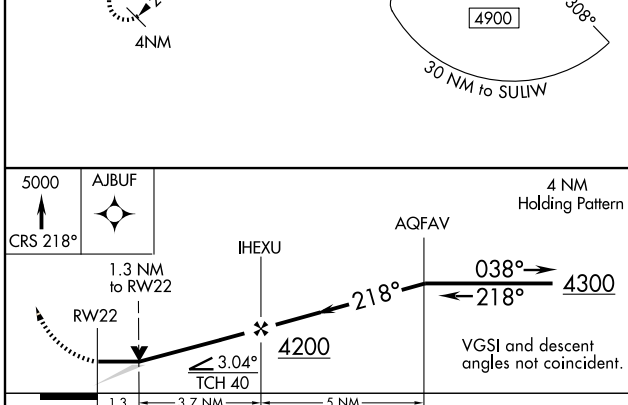 4NM
4900
308°
30 NM to SULIW
5000
CRS 218°
AJBUF
4 NM
Holding Pattern
AQFAV
IHEXU
1.3 NM
to RW22
RW22
218°
038°
218°
4300
4200
3.04°
TCH 40
VGSI and descent
angles not coincident.
1.3
3.7 NM
5 NM